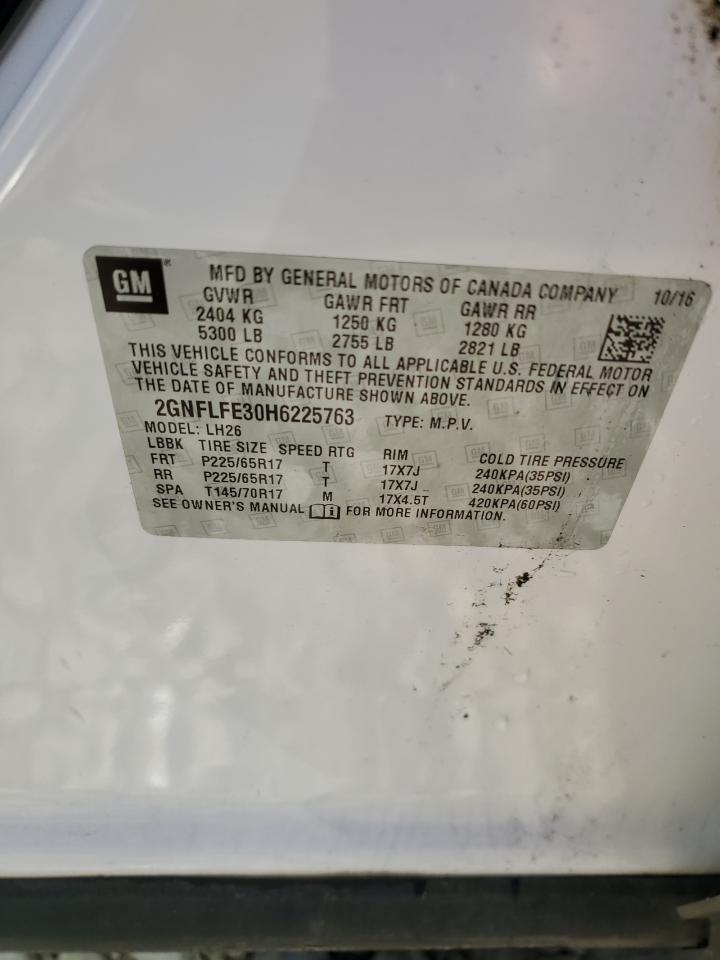 GM
MFD BY GENERAL MOTORS OF CANADA COMPANY 10/16
GVWR GAWR FRT GAWR RR
2404 KG 1250 KG 1280 KG
5300 LB 2755 LB 2821 LB
THIS VEHICLE CONFORMS TO ALL APPLICABLE U.S. FEDERAL MOTOR
VEHICLE SAFETY AND THEFT PREVENTION STANDARDS IN EFFECT ON
THE DATE OF MANUFACTURE SHOWN ABOVE.
2GNFLFE30H6225763 TYPE: M.P.V.
MODEL: LH26
LBBK TIRE SIZE SPEED RTG RIM COLD TIRE PRESSURE
FRT P225/65R17 T 17X7J 240KPA(35PSI)
RR P225/65R17 T 17X7J 240KPA(35PSI)
SPA T145/70R17 M 17X4.5T 420KPA(60PSI)
SEE OWNER'S MANUAL i FOR MORE INFORMATION.